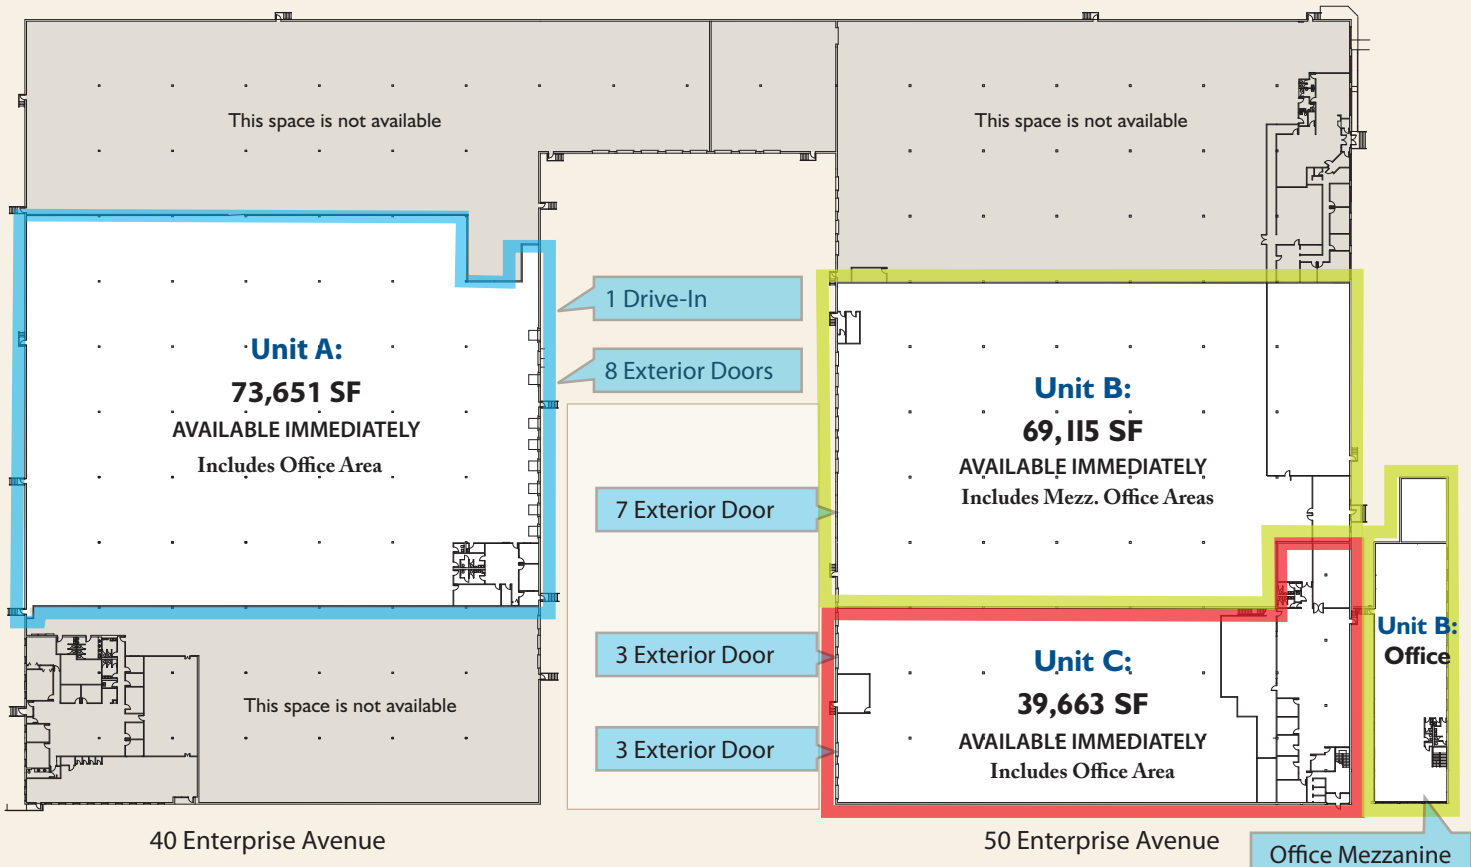 This space is not available
This space is not available
1 Drive-In
8 Exterior Doors
Unit A:
73,651 SF
AVAILABLE IMMEDIATELY
Includes Office Area
Unit B:
69,115 SF
AVAILABLE IMMEDIATELY
Includes Mezz. Office Areas
7 Exterior Door
Unit B:
Office
3 Exterior Door
Unit C:
39,663 SF
AVAILABLE IMMEDIATELY
Includes Office Area
This space is not available
3 Exterior Door
40 Enterprise Avenue
50 Enterprise Avenue
Office Mezzanine